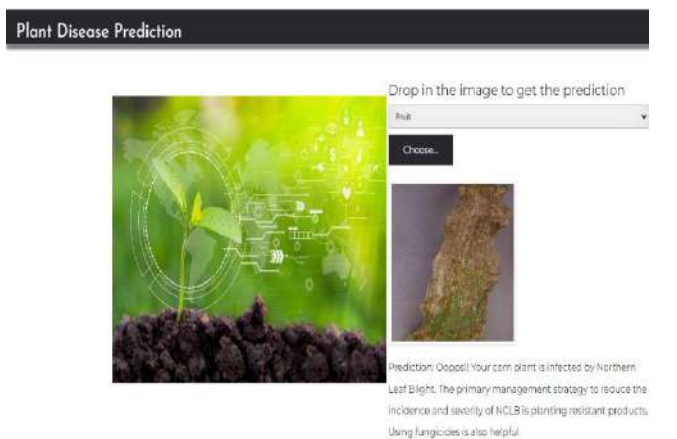 Plant Disease Prediction
Drop in the image to get the prediction
Fruit
Choose...
Prediction: Ooops!! Your corn plant is infected by Northern
Leaf Blight. The primary management strategy to reduce the
incidence and severity of NCLB is planting resistant products.
Using fungicides is also helpful.